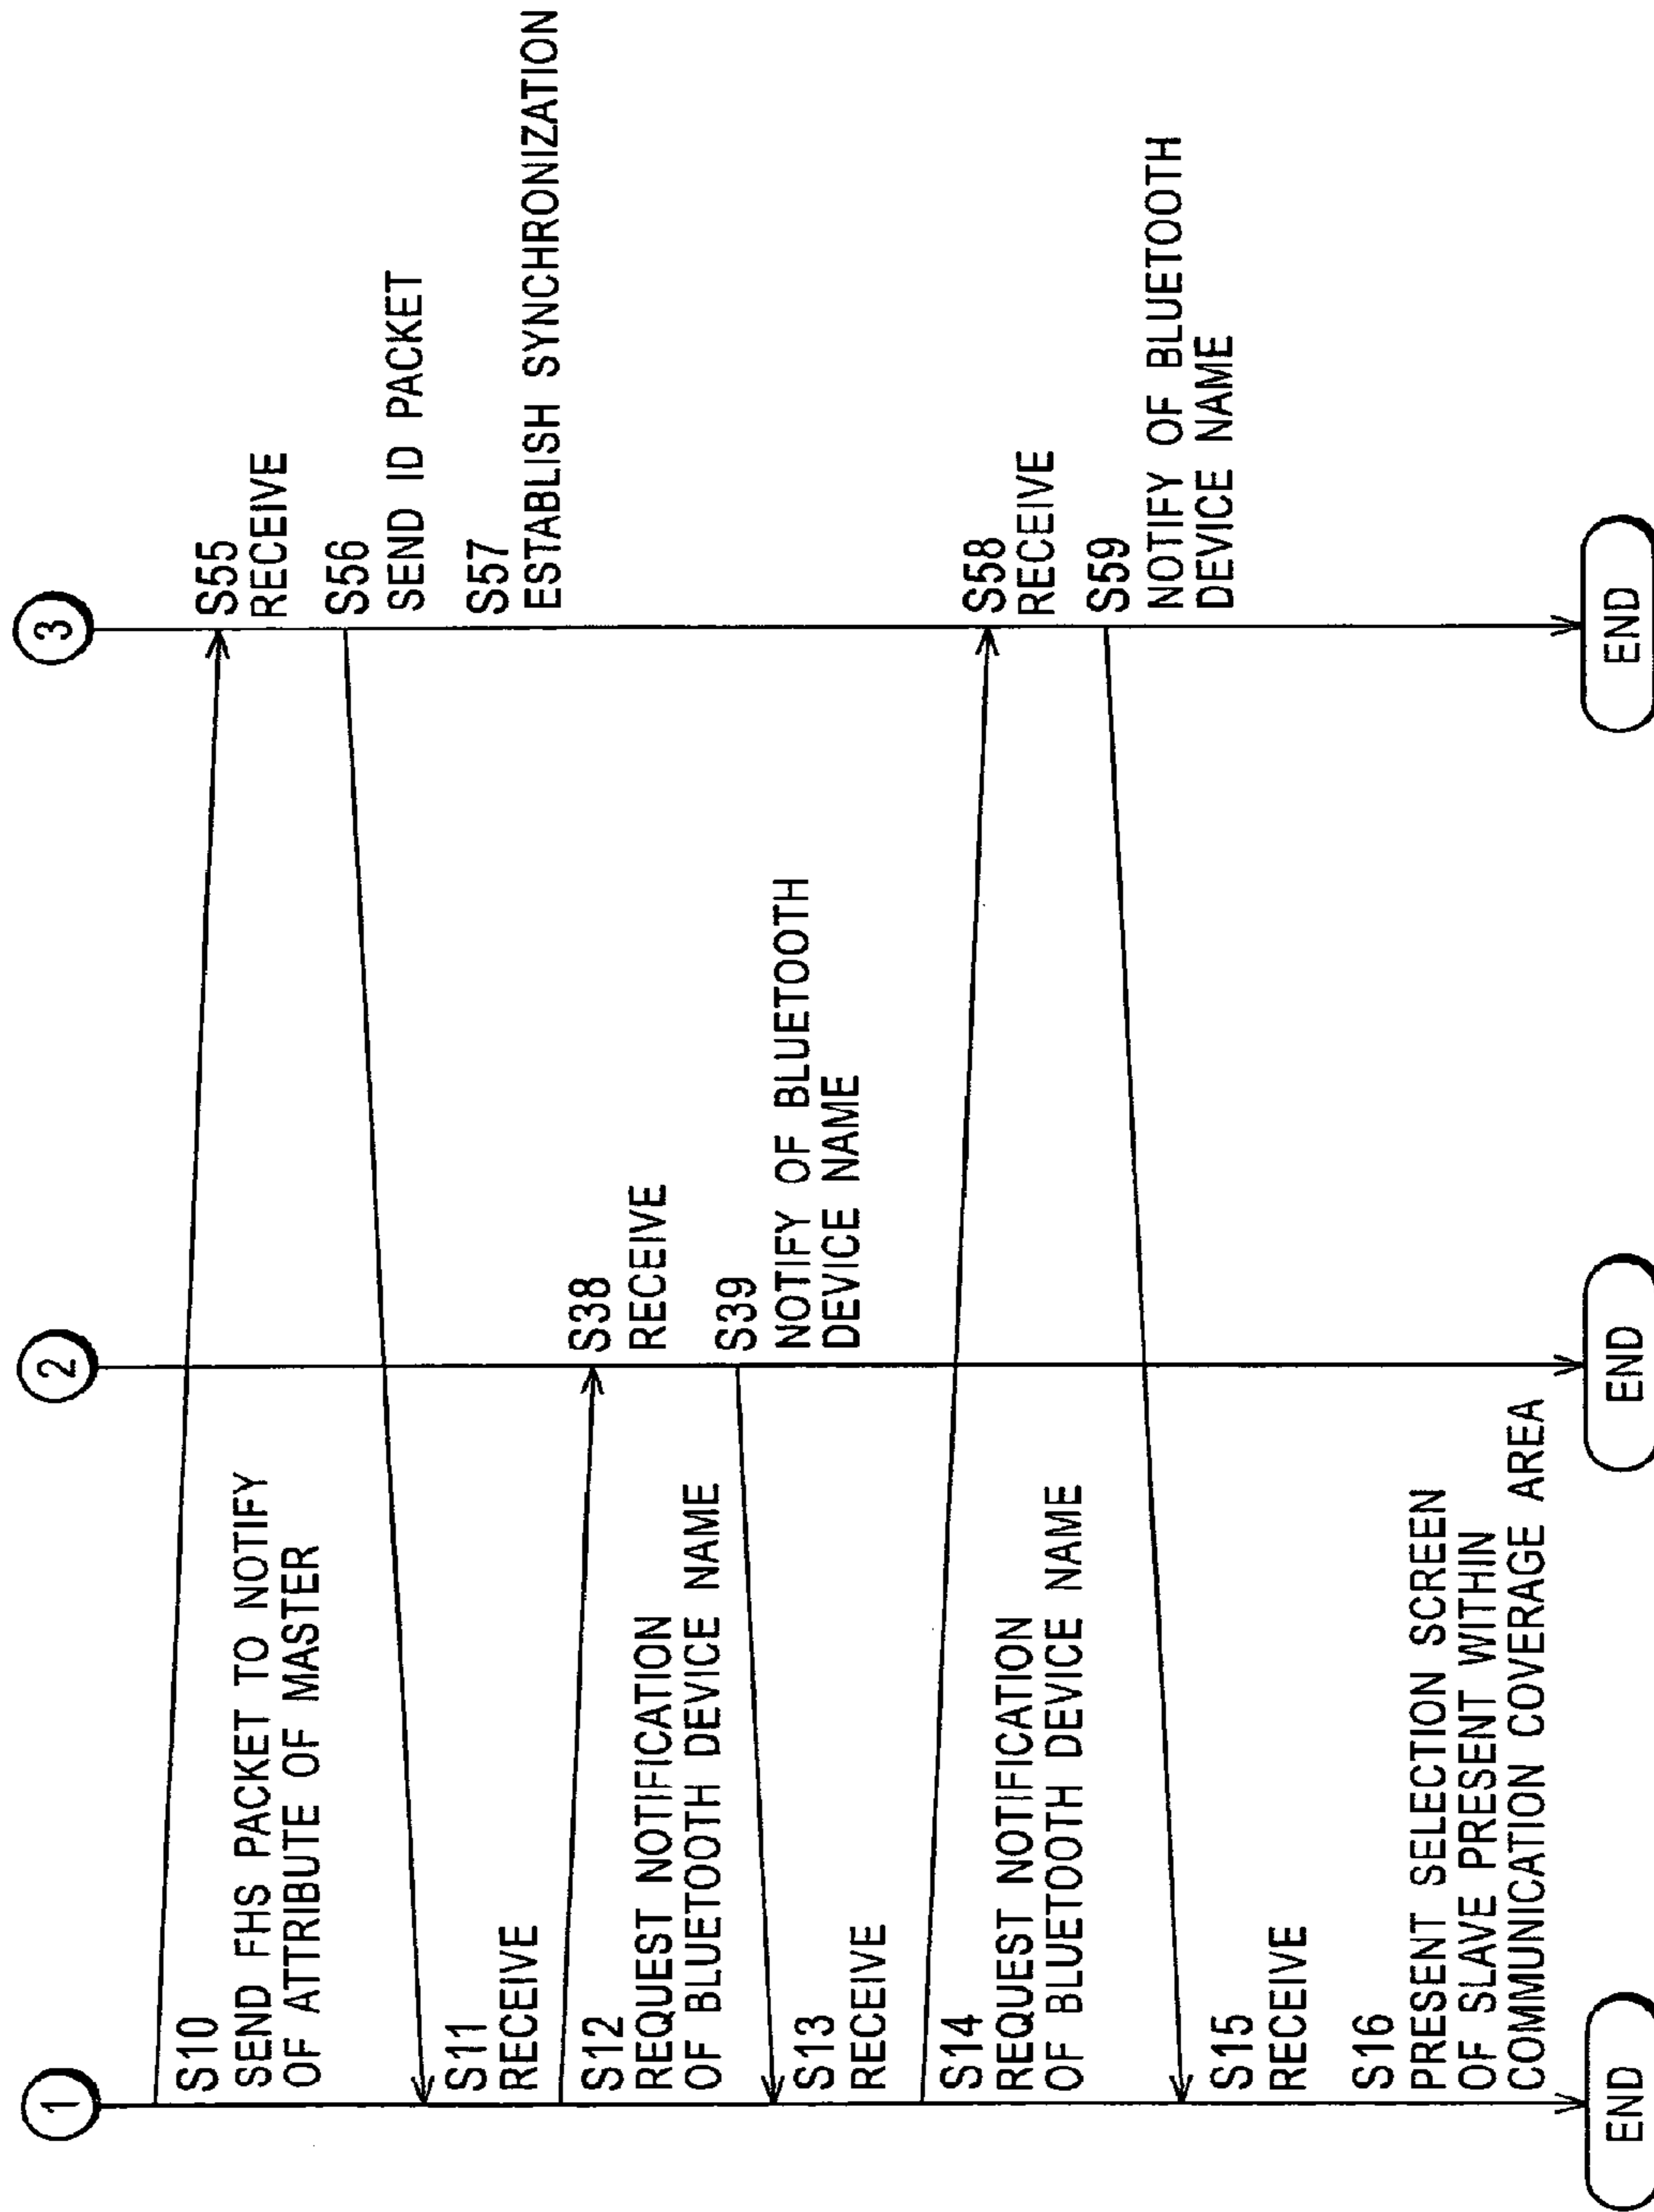 1
S10
SEND FHS PACKET TO NOTIFY
OF ATTRIBUTE OF MASTER
S11
RECEIVE
S12
REQUEST NOTIFICATION
OF BLUETOOTH DEVICE NAME
S13
RECEIVE
S14
REQUEST NOTIFICATION
OF BLUETOOTH DEVICE NAME
S15
RECEIVE
S16
PRESENT SELECTION SCREEN
OF SLAVE PRESENT WITHIN
COMMUNICATION COVERAGE AREA
END
2
S38
RECEIVE
S39
NOTIFY OF BLUETOOTH
DEVICE NAME
END
3
S55
RECEIVE
S56
SEND ID PACKET
S57
ESTABLISH SYNCHRONIZATION
S58
RECEIVE
S59
NOTIFY OF BLUETOOTH
DEVICE NAME
END